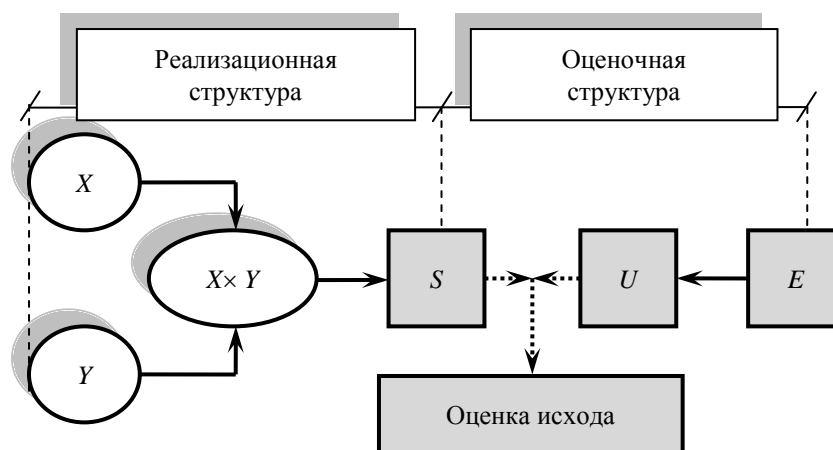 Реализационная
структура
Оценочная
структура
X
X× Y
S
U
E
Y
Оценка исхода